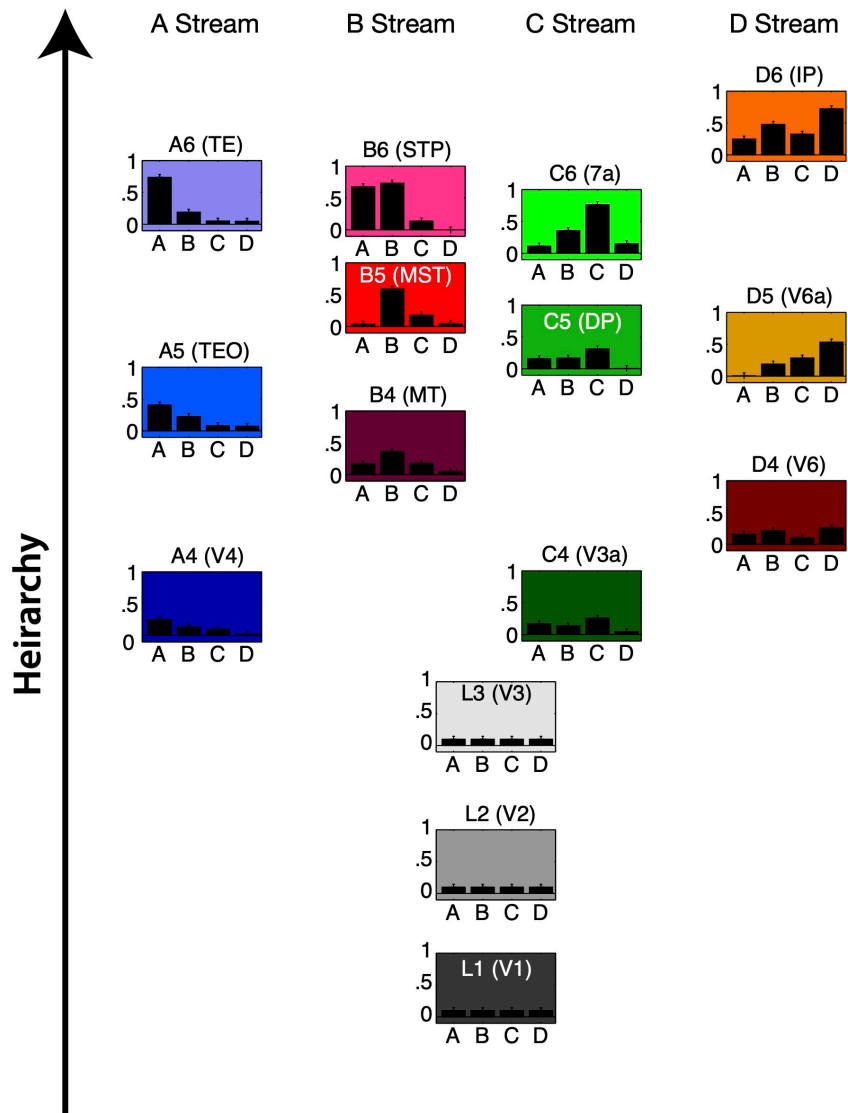 A Stream B Stream C Stream D Stream
D6 (IP)
1
.5
0
A B C D
A6 (TE)
1
.5
0
A B C D
B6 (STP)
1
.5
0
A B C D
C6 (7a)
1
.5
0
A B C D
B5 (MST)
1
.5
0
A B C D
C5 (DP)
1
.5
0
A B C D
D5 (V6a)
1
.5
0
A B C D
A5 (TEO)
1
.5
0
A B C D
B4 (MT)
1
.5
0
A B C D
D4 (V6)
1
.5
0
A B C D
A4 (V4)
1
.5
0
A B C D
C4 (V3a)
1
.5
0
A B C D
Heirarchy
L3 (V3)
1
.5
0
A B C D
L2 (V2)
1
.5
0
A B C D
L1 (V1)
1
.5
0
A B C D